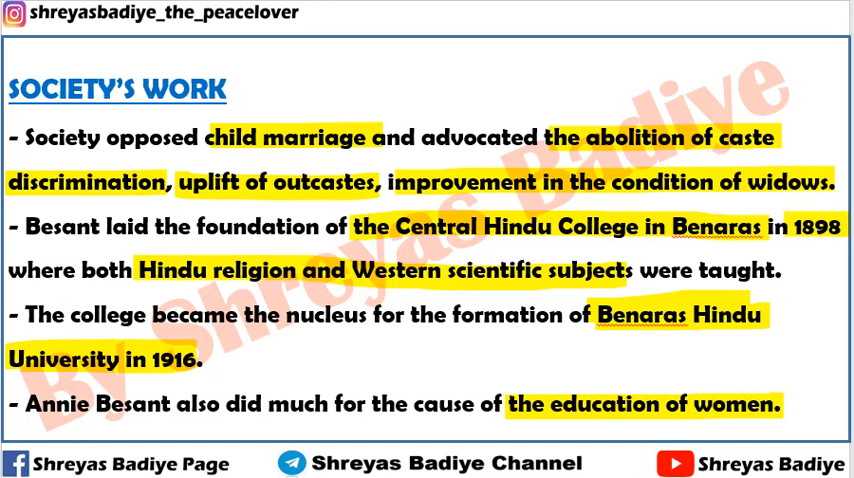 shreyasbadiye_the_peacelover
SOCIETY'S WORK
- Society opposed child marriage and advocated the abolition of caste
discrimination, uplift of outcastes, improvement in the condition of widows.
- Besant laid the foundation of the Central Hindu College in Benaras in 1898
where both Hindu religion and Western scientific subjects were taught.
- The college became the nucleus for the formation of Benaras Hindu
University in 1916.
- Annie Besant also did much for the cause of the education of women.
By Shreyas Badiye
Shreyas Badiye Page
Shreyas Badiye Channel
Shreyas Badiye